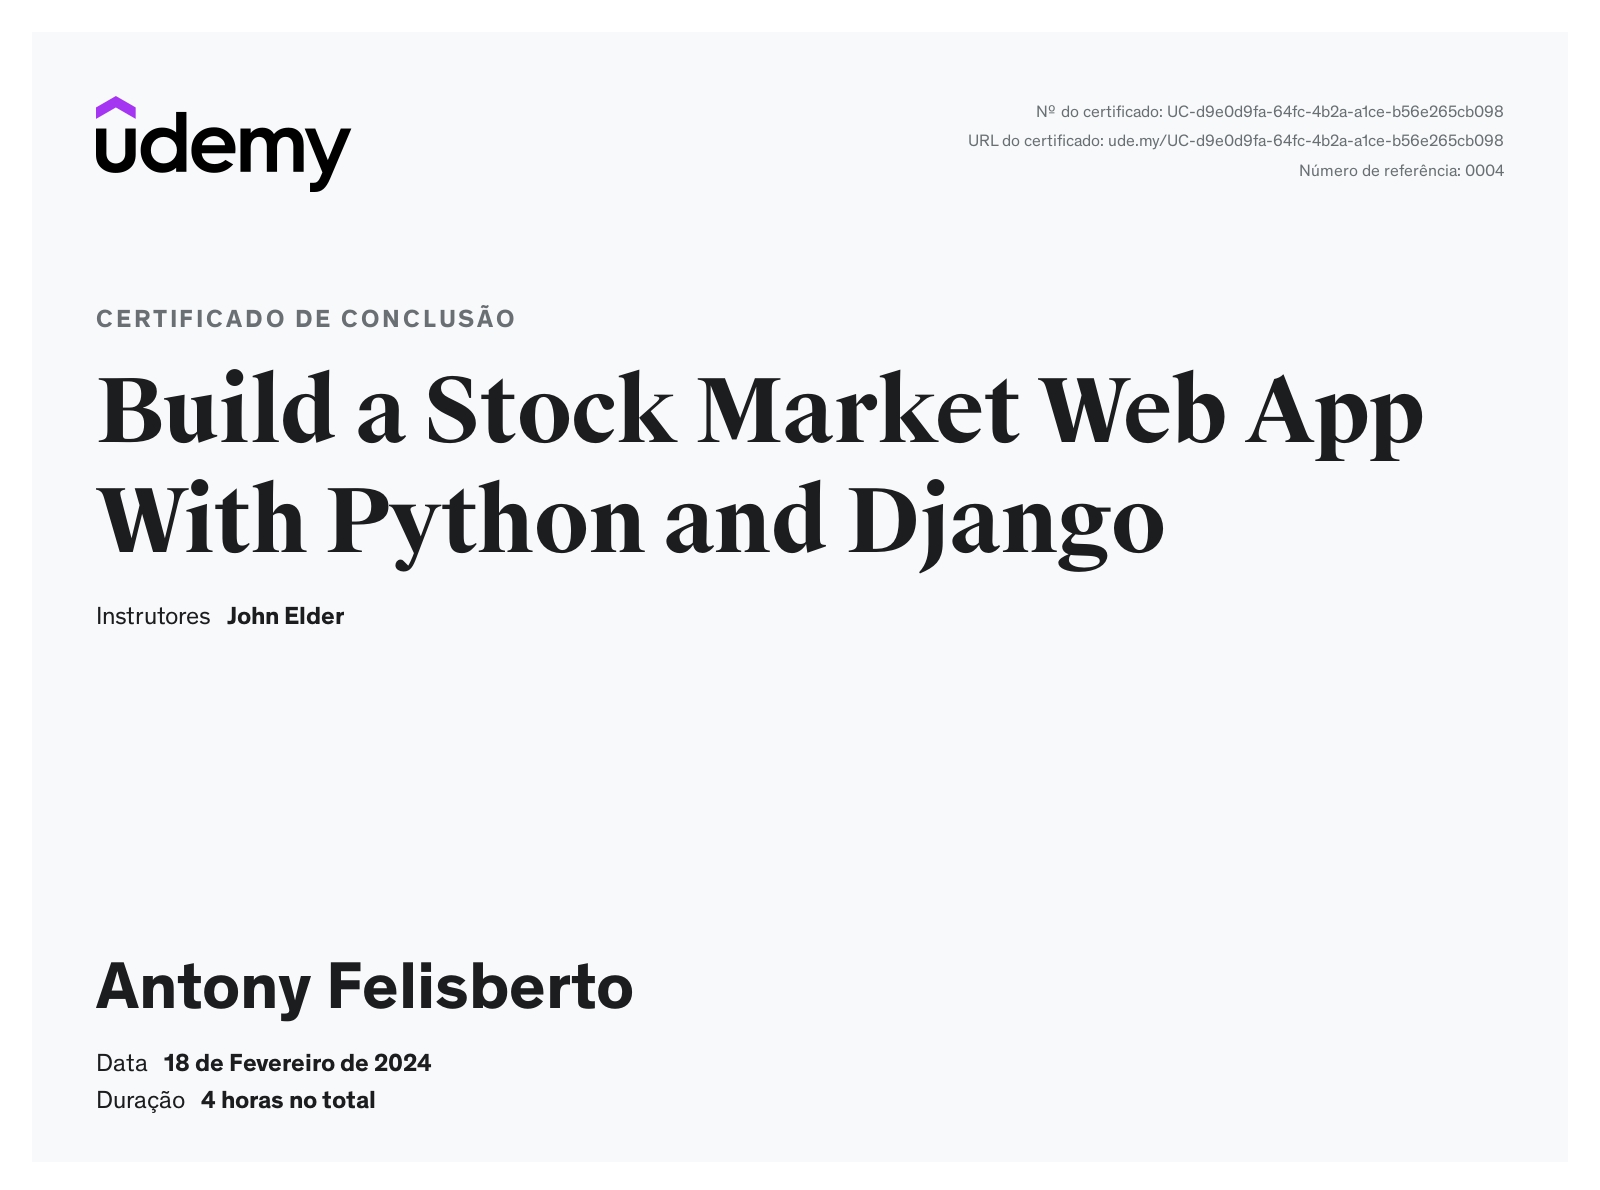 udemy
Nº do certificado: UC-d9e0d9fa-64fc-4b2a-a1ce-b56e265cb098
URL do certificado: ude.my/UC-d9e0d9fa-64fc-4b2a-a1ce-b56e265cb098
Número de referência: 0004
CERTIFICADO DE CONCLUSÃO
Build a Stock Market Web App
With Python and Django
Instrutores John Elder
Antony Felisberto
Data 18 de Fevereiro de 2024
Duração 4 horas no total